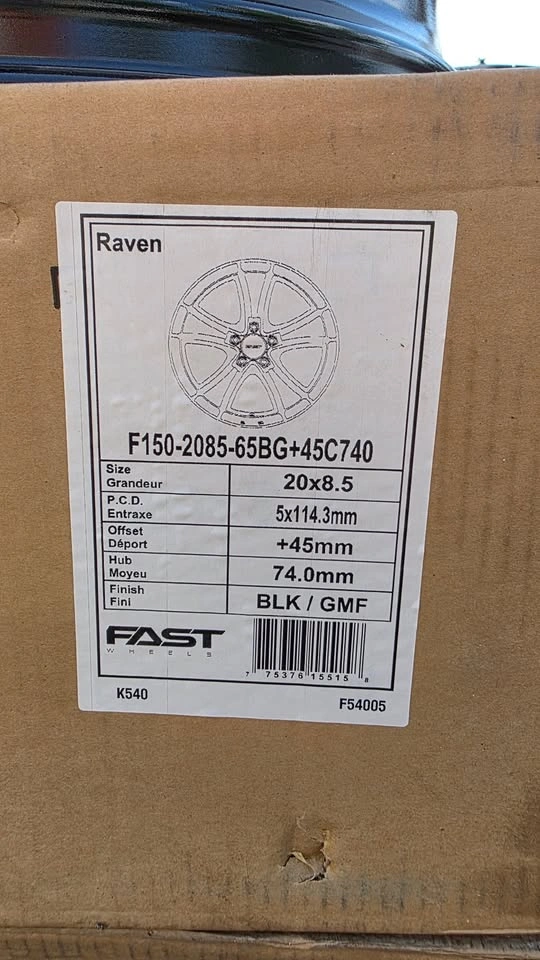 Raven
F150-2085-65BG+45C740
Size
Grandeur
20x8.5
P.C.D.
Entraxe
5x114.3mm
Offset
Déport
+45mm
Hub
Moyeu
74.0mm
Finish
Fini
BLK / GMF
FAST
WHEELS
7 75376 15515 8
K540
F54005